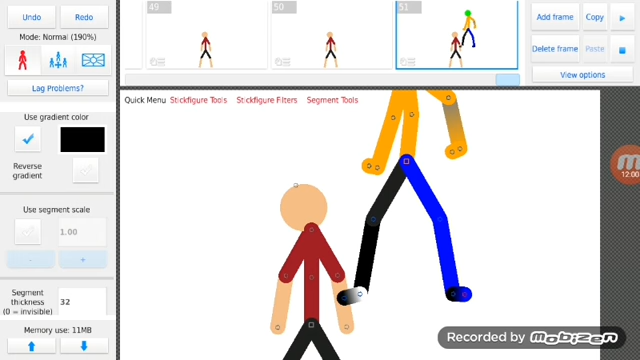 Undo Redo
Mode: Normal (190%)
Lag Problems?
Use gradient color
Reverse
gradient
Use segment scale
1.00
- +
Segment
thickness
(0 = invisible)
32
Memory use: 11MB
49 50 51
Add frame Copy
Delete frame Paste
View options
Quick Menu Stickfigure Tools Stickfigure Filters Segment Tools
M
12:00
Recorded by Mobizen